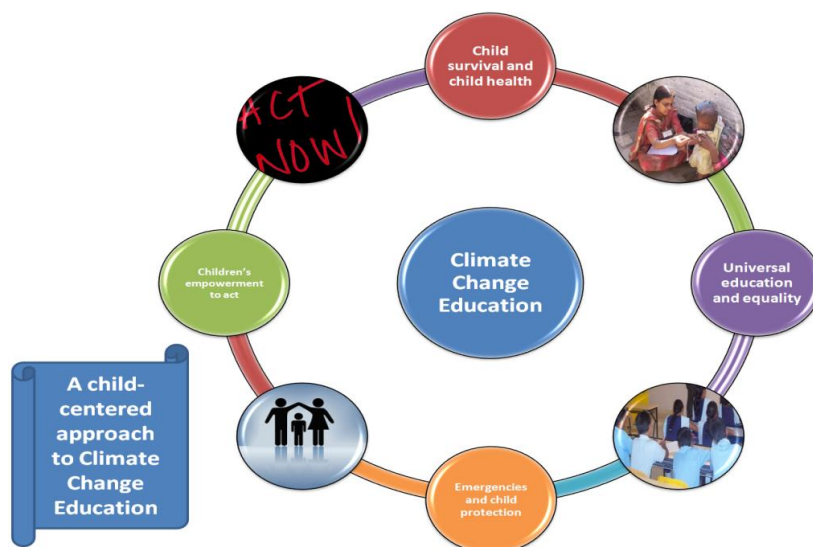 Child
survival and
child health
ACT
NOW!
Climate
Change
Education
Universal
education
and equality
Children's
empowerment
to act
A child-
centered
approach
to Climate
Change
Education
Emergencies
and child
protection